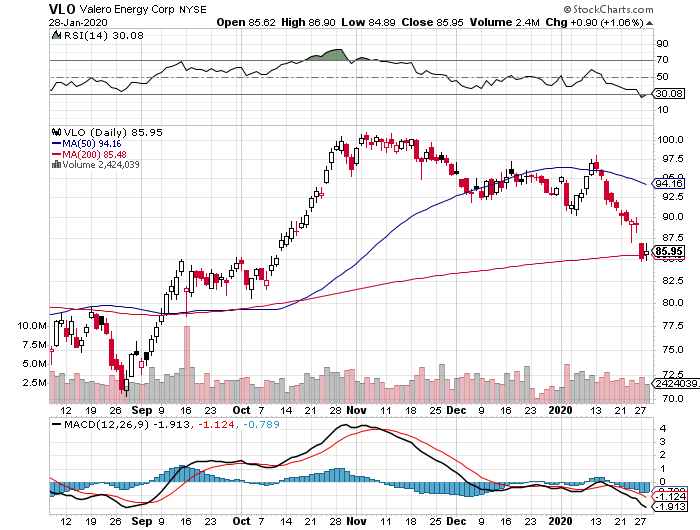 VLO Valero Energy Corp NYSE © StockCharts.com
28-Jan-2020 Open 85.62 High 86.90 Low 84.89 Close 85.95 Volume 2.4M Chg +0.90 (+1.06%)
RSI(14) 30.08
90
70
50
30.08
10
VLO (Daily) 85.95
MA(50) 94.16
MA(200) 85.48
Volume 2,424,039
100.0
97.5
95.0
94.16
92.5
90.0
87.5
85.95
82.5
80.0
77.5
75.0
72.5
70.0
10.0M
7.5M
5.0M
2.5M
2424039
12 19 26 Sep 9 16 23 Oct 7 14 21 28 Nov 11 18 25 Dec 9 16 23 2020 13 21 27
MACD(12,26,9) -1.913, -1.124, -0.789
4
3
2
1
0
-1.124
-1.913
12 19 26 Sep 9 16 23 Oct 7 14 21 28 Nov 11 18 25 Dec 9 16 23 2020 13 21 27